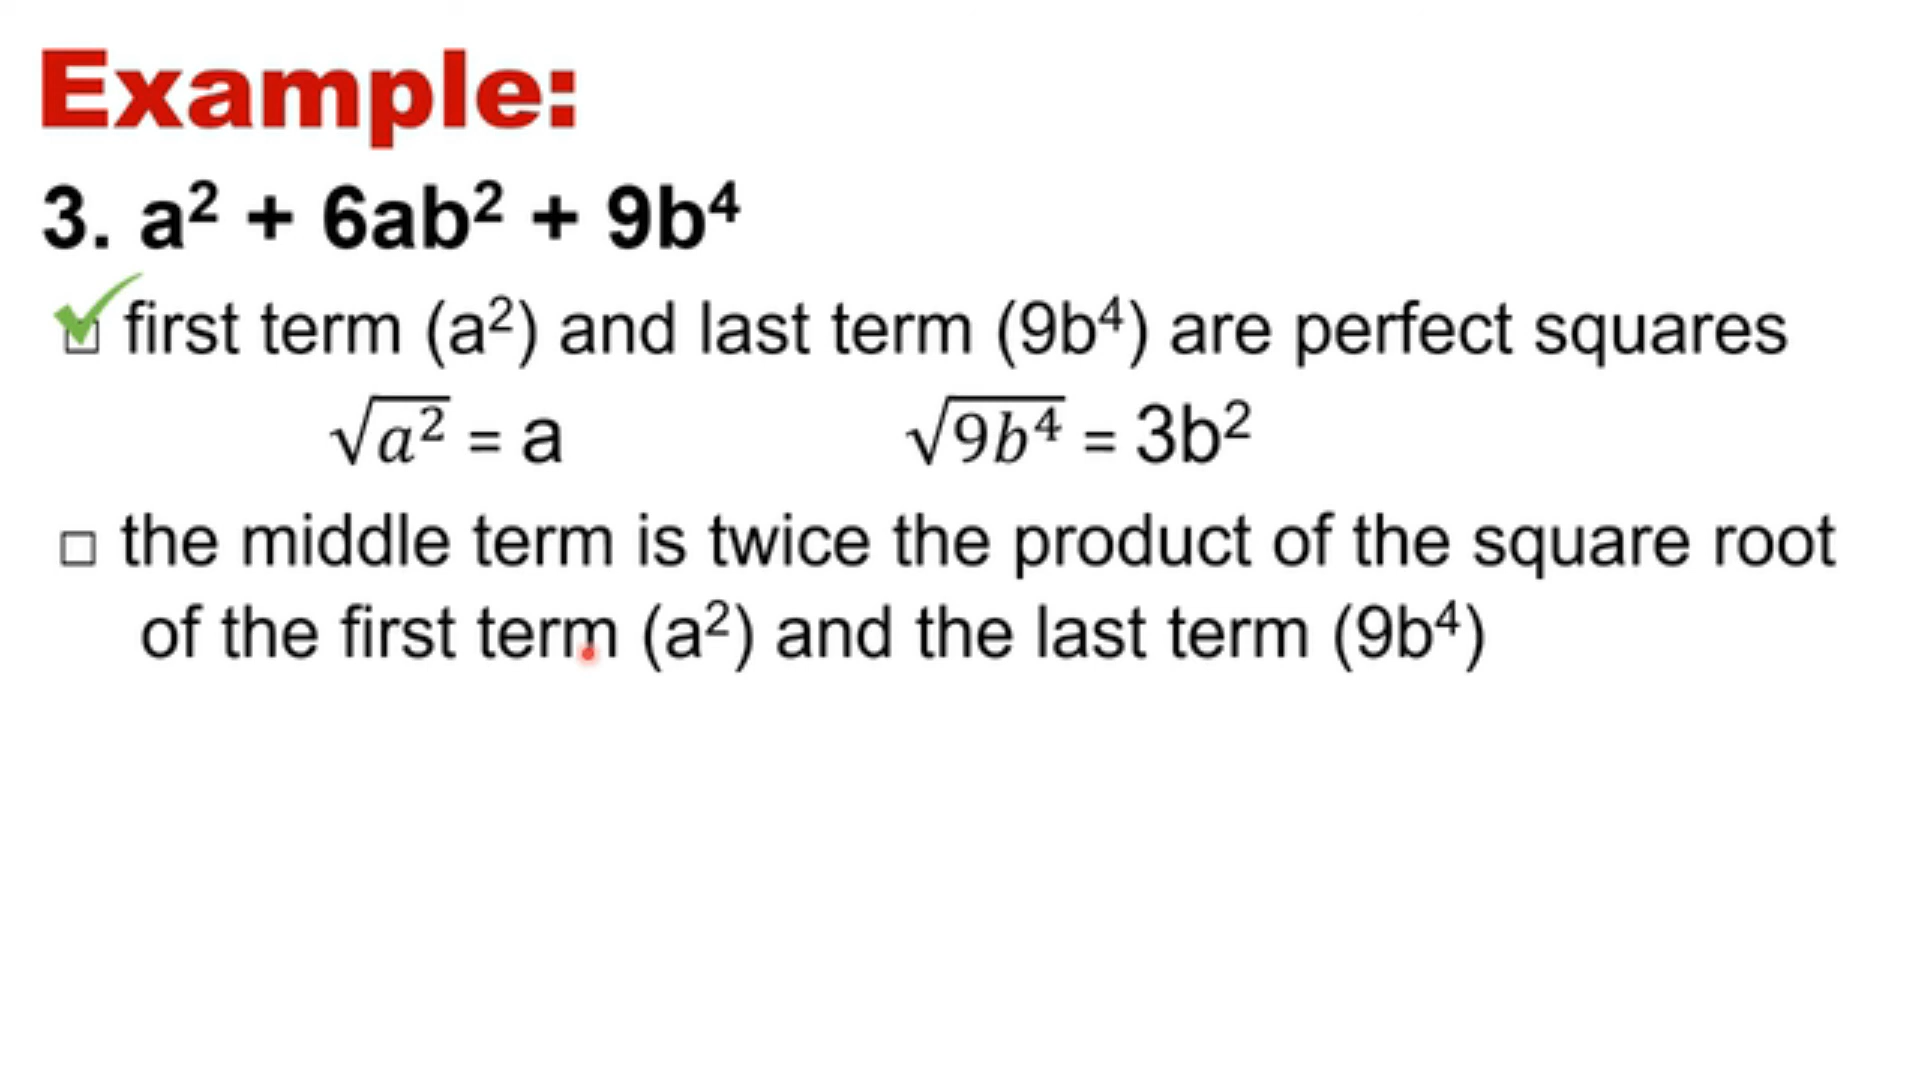 Example:
3. a² + 6ab² + 9b⁴
first term (a²) and last term (9b⁴) are perfect squares
√a² = a √9b⁴ = 3b²
the middle term is twice the product of the square root
of the first term (a²) and the last term (9b⁴)